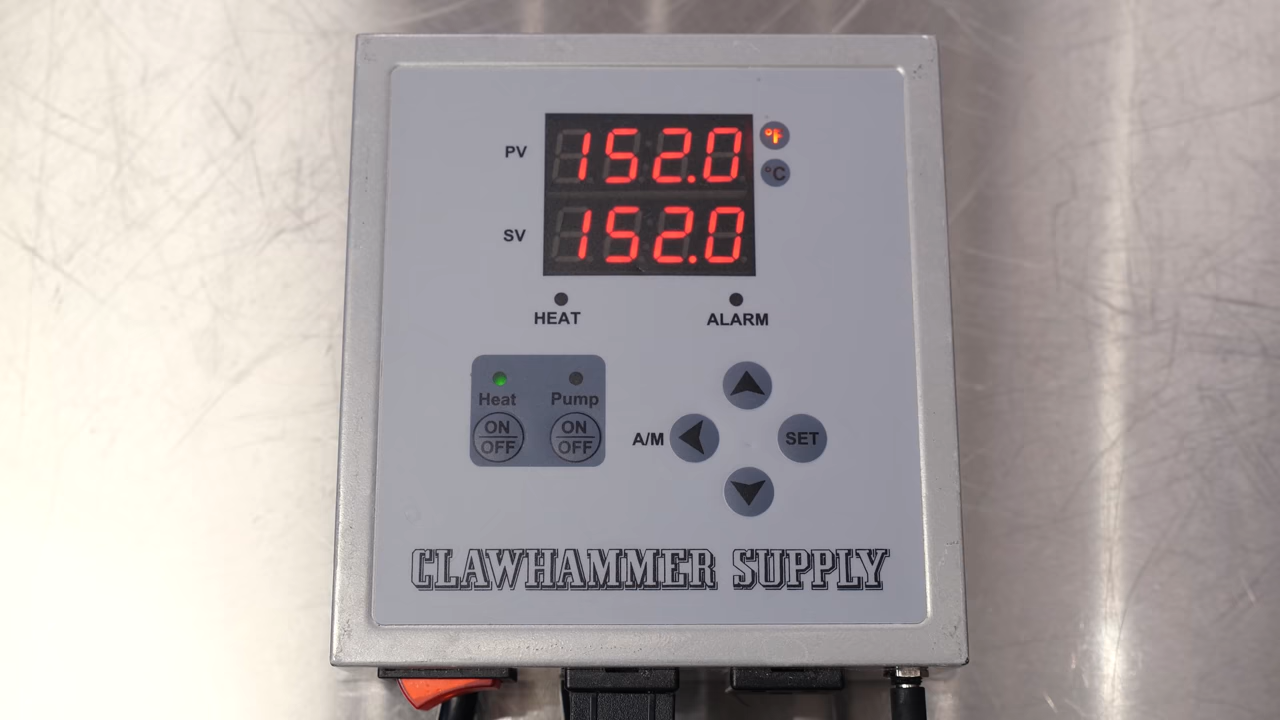 PV 152.0 °F
°C
SV 152.0
HEAT ALARM
Heat Pump
ON OFF ON OFF A/M SET
CLAWHAMMER SUPPLY